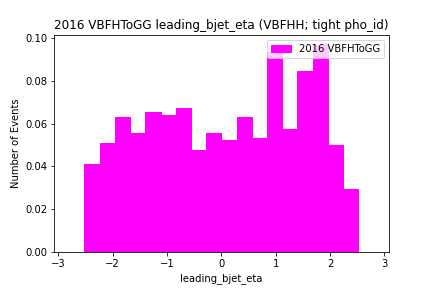 2016 VBFHToGG leading_bjet_eta (VBFHH; tight pho_id)
2016 VBFHToGG
Number of Events
0.10
0.08
0.06
0.04
0.02
0.00
−3 −2 −1 0 1 2 3
leading_bjet_eta